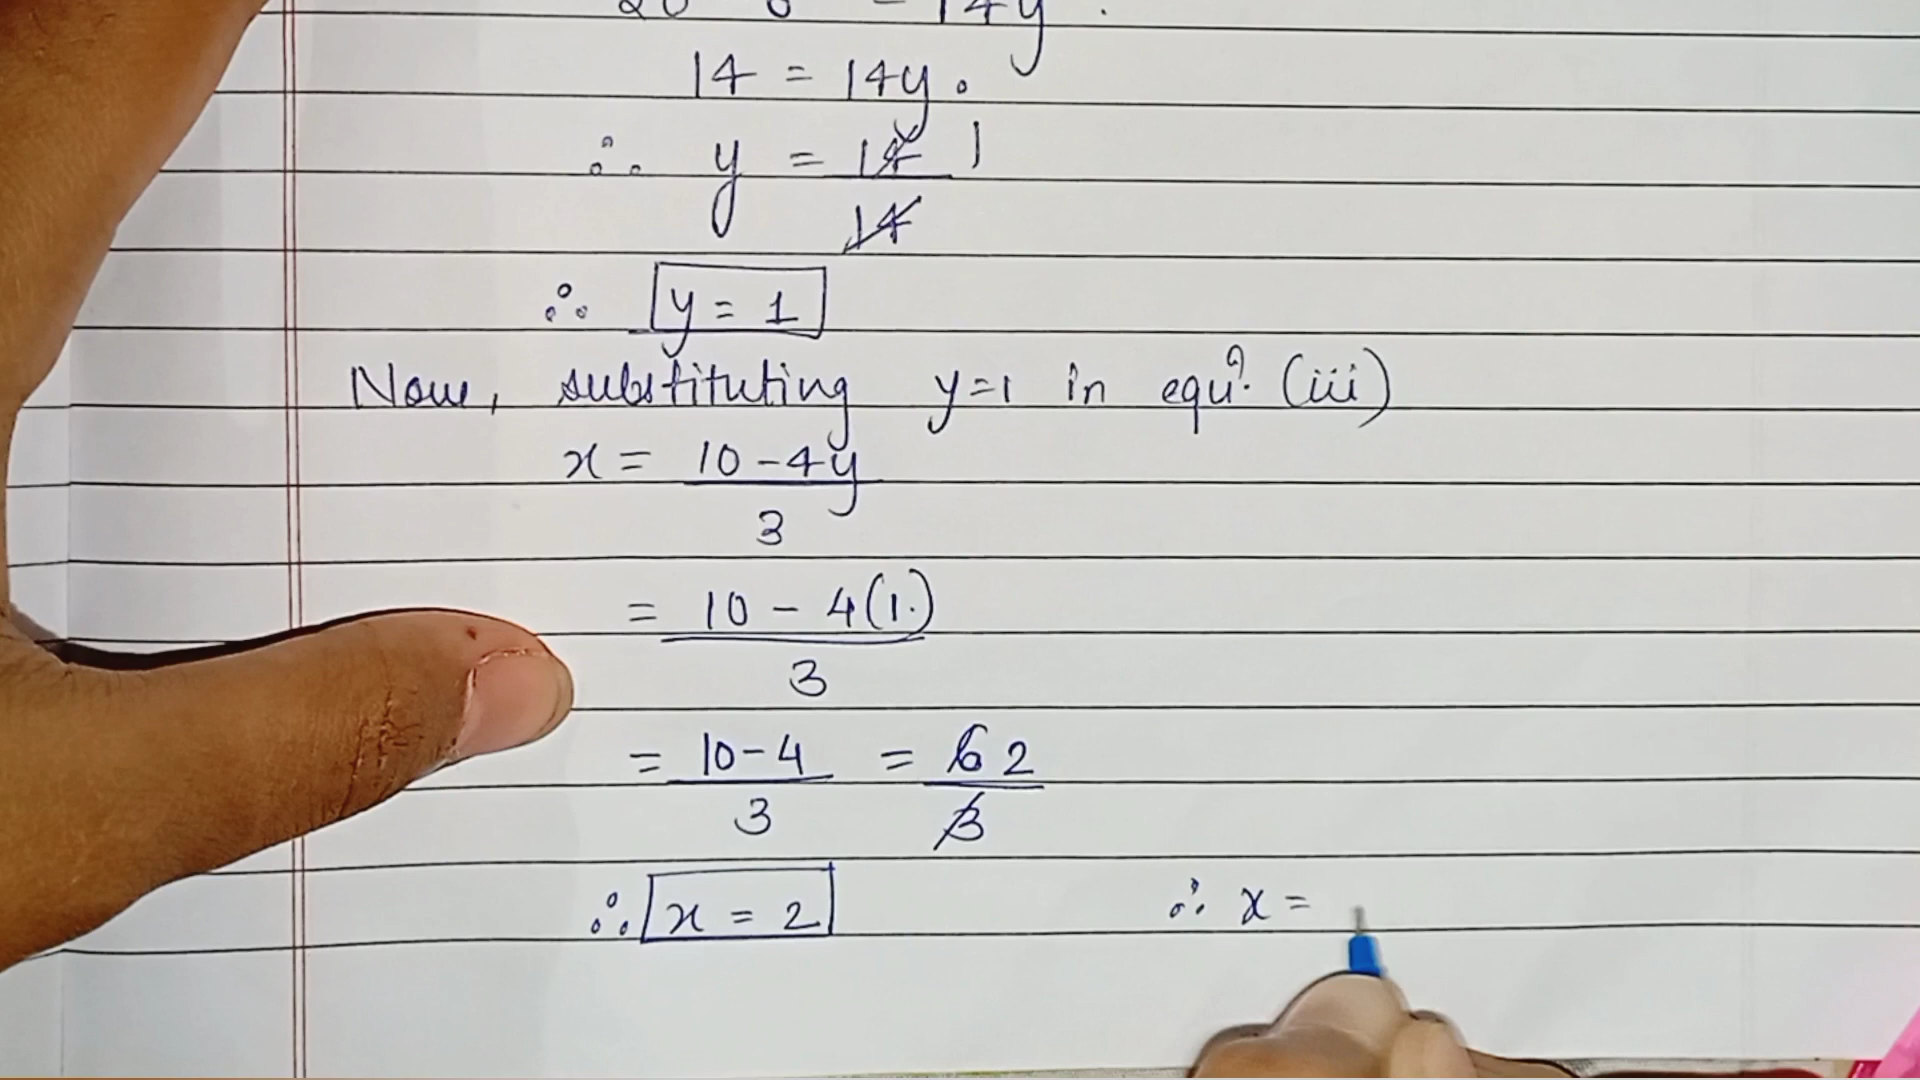 = 14y.
14 = 14y.
∴ y = 14/14 1
∴ y = 1
Now, substituting y=1 in equⁿ. (iii)
x = 10-4y/3
= 10 - 4(1.)/3
= 10-4/3 = 6/3 2
∴ x = 2 ∴ x =